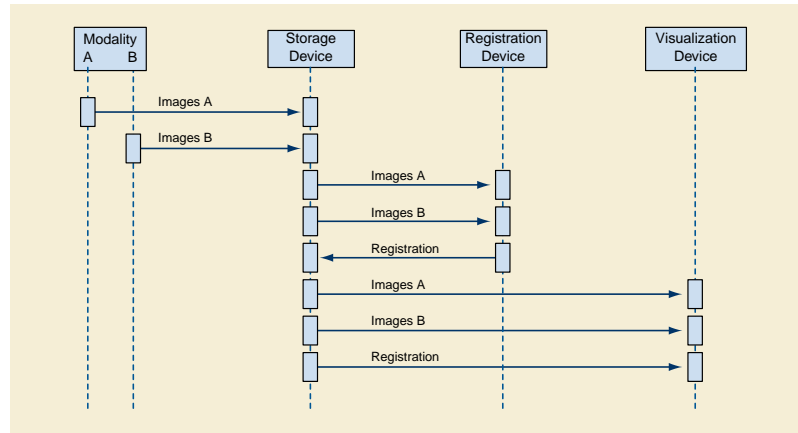 Modality
A B
Storage
Device
Registration
Device
Visualization
Device
Images A
Images B
Images A
Images B
Registration
Images A
Images B
Registration